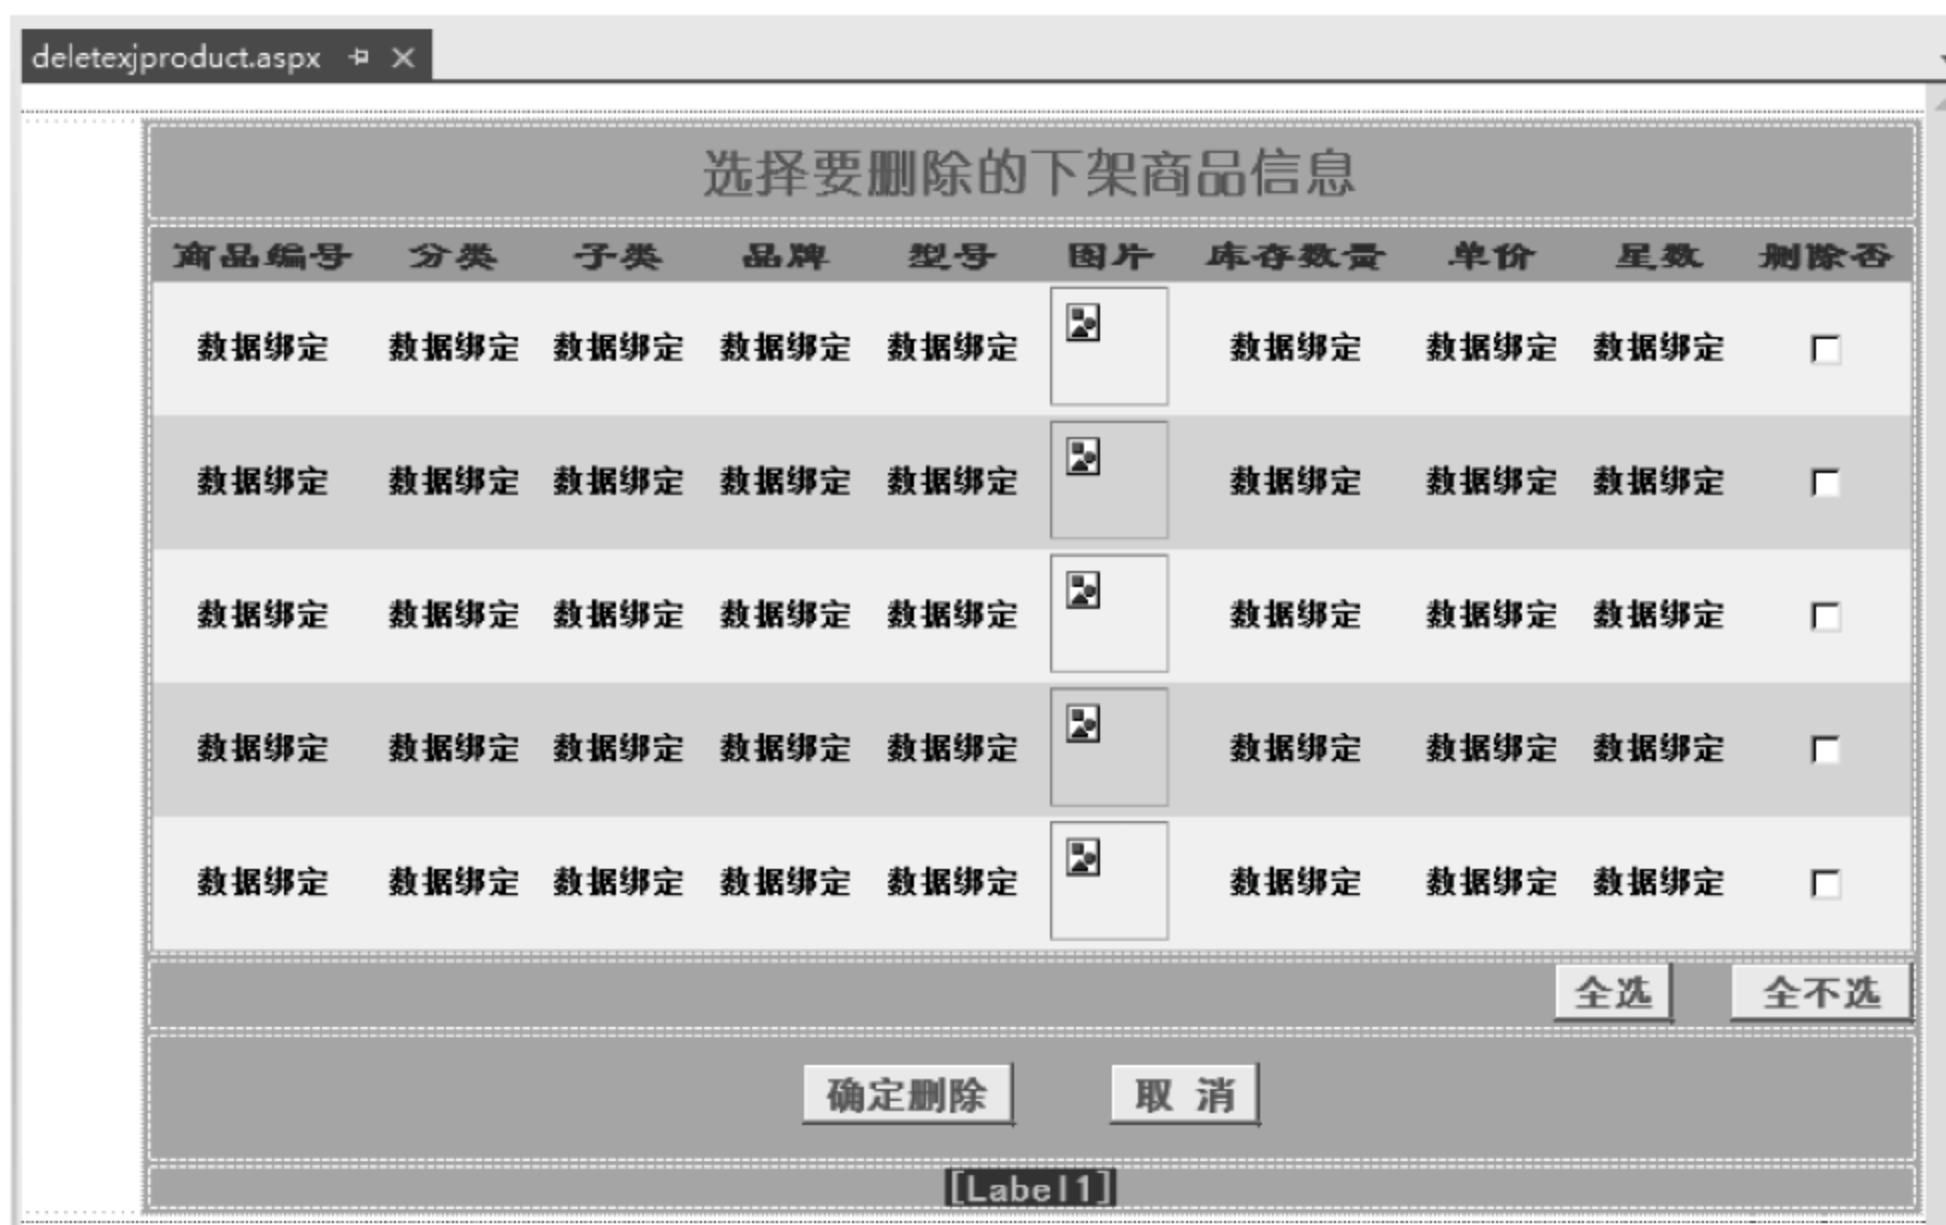 deletexjproduct.aspx
选择要删除的下架商品信息
商品编号 分类 子类 品牌 型号 图片 库存数量 单价 星数 删除否
数据绑定 数据绑定 数据绑定 数据绑定 数据绑定 数据绑定 数据绑定 数据绑定
数据绑定 数据绑定 数据绑定 数据绑定 数据绑定 数据绑定 数据绑定 数据绑定
数据绑定 数据绑定 数据绑定 数据绑定 数据绑定 数据绑定 数据绑定 数据绑定
数据绑定 数据绑定 数据绑定 数据绑定 数据绑定 数据绑定 数据绑定 数据绑定
数据绑定 数据绑定 数据绑定 数据绑定 数据绑定 数据绑定 数据绑定 数据绑定
全选 全不选
确定删除 取 消
[Label1]